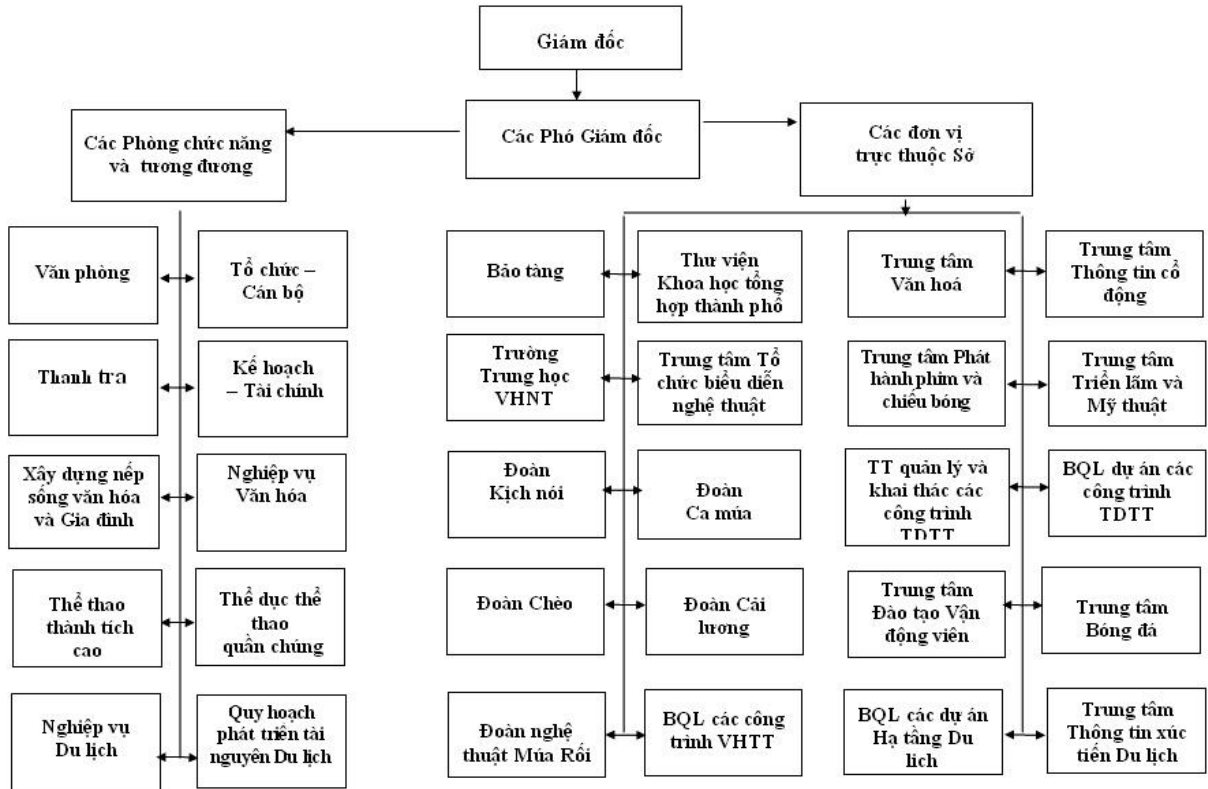 Giám đốc
Các Phòng chức năng
và tương đương
Các Phó Giám đốc
Các đơn vị
trực thuộc Sở
Văn phòng
Tổ chức –
Cán bộ
Bảo tàng
Thư viện
Khoa học tổng
hợp thành phố
Trung tâm
Văn hoá
Trung tâm
Thông tin cổ
động
Thanh tra
Kế hoạch
– Tài chính
Trường
Trung học
VHNT
Trung tâm Tổ
chức biểu diễn
nghệ thuật
Trung tâm Phát
hành phim và
chiếu bóng
Trung tâm
Triển lãm và
Mỹ thuật
Xây dựng nếp
sống văn hóa
và Gia đình
Nghiệp vụ
Văn hóa
Đoàn
Kịch nói
Đoàn
Ca múa
TT quản lý và
khai thác các
công trình
TDTT
BQL dự án các
công trình
TDTT
Thể thao
thành tích
cao
Thể dục thể
thao
quần chúng
Đoàn Chèo
Đoàn Cải
lương
Trung tâm
Đào tạo Vận
động viên
Trung tâm
Bóng đá
Nghiệp vụ
Du lịch
Quy hoạch
phát triển tài
nguyên Du lịch
Đoàn nghệ
thuật Múa Rối
BQL các công
trình VHTT
BQL các dự án
Hạ tầng Du
lịch
Trung tâm
Thông tin xúc
tiến Du lịch